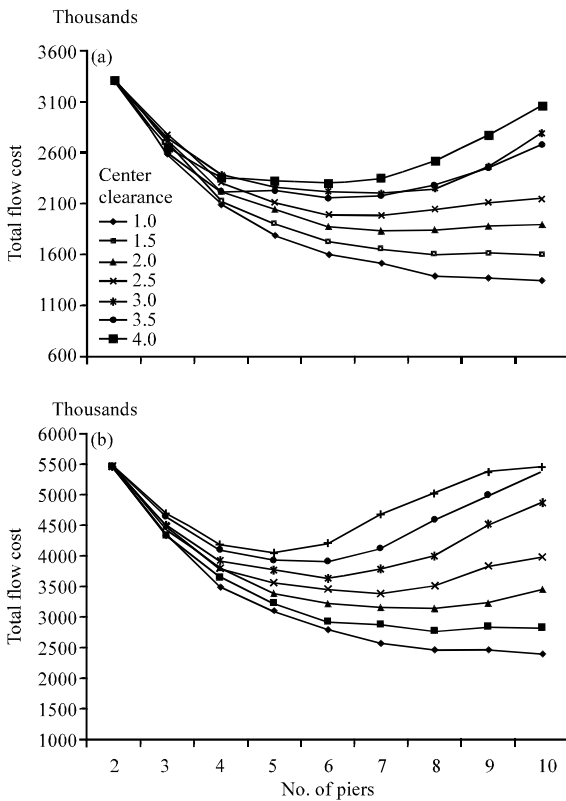 Thousands
3600
(a)
3100
2600
2100
1600
1100
600
Total flow cost
Center
clearance
1.0
1.5
2.0
2.5
3.0
3.5
4.0
Thousands
6000
(b)
5500
5000
4500
4000
3500
3000
2500
2000
1500
1000
Total flow cost
2 3 4 5 6 7 8 9 10
No. of piers